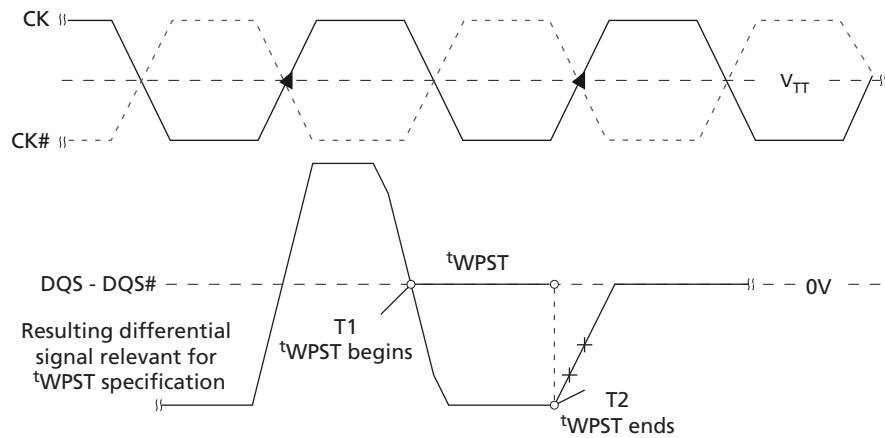 CK
VTT
CK#
tWPST
DQS - DQS#
0V
Resulting differential
signal relevant for
tWPST specification
T1
tWPST begins
T2
tWPST ends